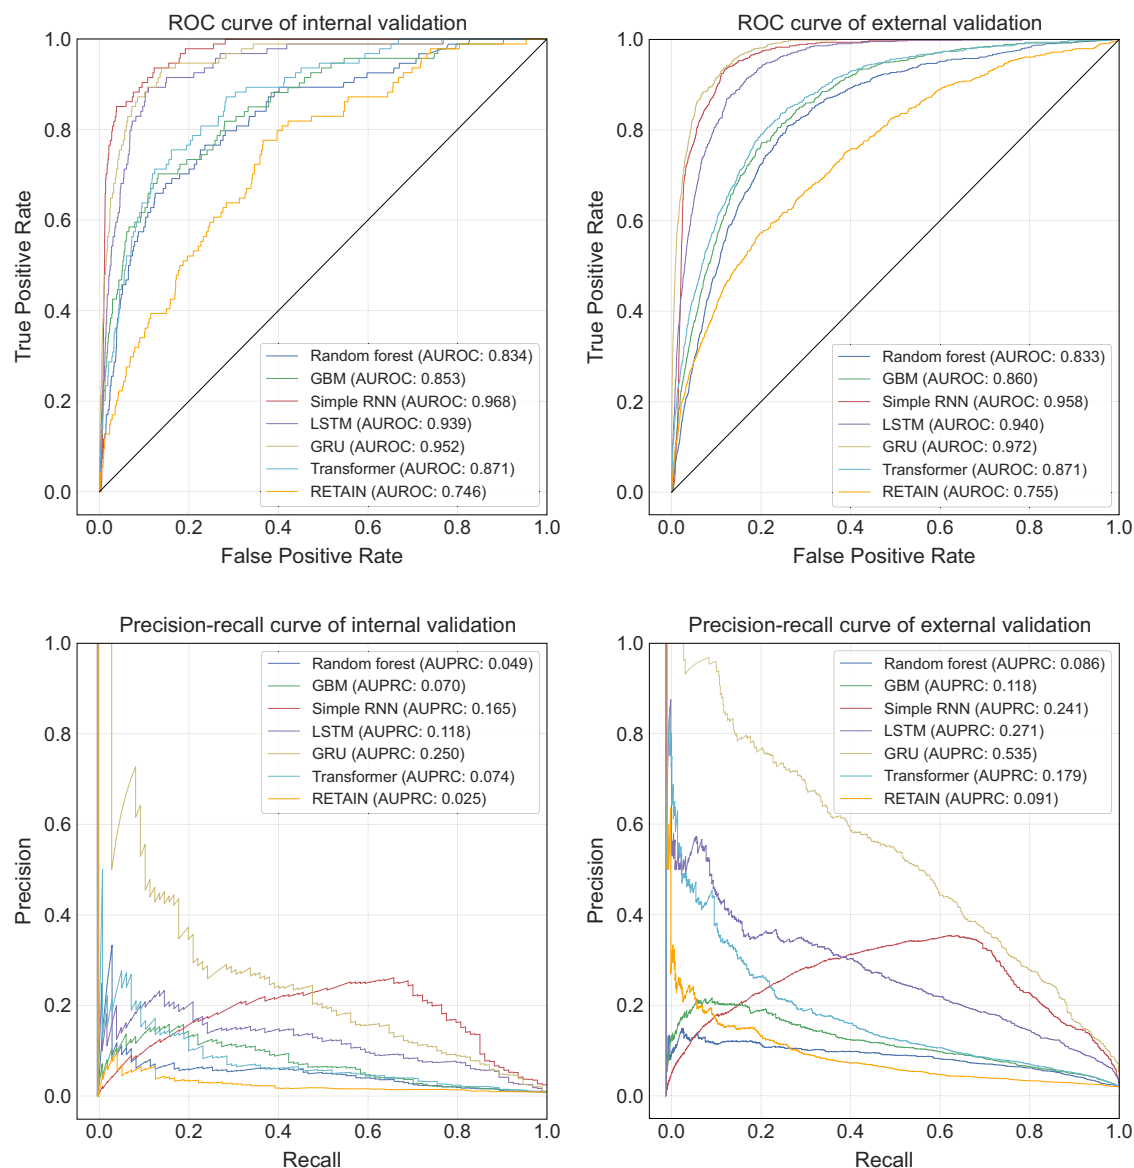 ROC curve of internal validation
1.0
0.8
0.6
0.4
0.2
0.0
True Positive Rate
Random forest (AUROC: 0.834)
GBM (AUROC: 0.853)
Simple RNN (AUROC: 0.968)
LSTM (AUROC: 0.939)
GRU (AUROC: 0.952)
Transformer (AUROC: 0.871)
RETAIN (AUROC: 0.746)
0.0 0.2 0.4 0.6 0.8 1.0
False Positive Rate
ROC curve of external validation
1.0
0.8
0.6
0.4
0.2
0.0
True Positive Rate
Random forest (AUROC: 0.833)
GBM (AUROC: 0.860)
Simple RNN (AUROC: 0.958)
LSTM (AUROC: 0.940)
GRU (AUROC: 0.972)
Transformer (AUROC: 0.871)
RETAIN (AUROC: 0.755)
0.0 0.2 0.4 0.6 0.8 1.0
False Positive Rate
Precision-recall curve of internal validation
1.0
0.8
0.6
0.4
0.2
0.0
Precision
Random forest (AUPRC: 0.049)
GBM (AUPRC: 0.070)
Simple RNN (AUPRC: 0.165)
LSTM (AUPRC: 0.118)
GRU (AUPRC: 0.250)
Transformer (AUPRC: 0.074)
RETAIN (AUPRC: 0.025)
0.0 0.2 0.4 0.6 0.8 1.0
Recall
Precision-recall curve of external validation
1.0
0.8
0.6
0.4
0.2
0.0
Precision
Random forest (AUPRC: 0.086)
GBM (AUPRC: 0.118)
Simple RNN (AUPRC: 0.241)
LSTM (AUPRC: 0.271)
GRU (AUPRC: 0.535)
Transformer (AUPRC: 0.179)
RETAIN (AUPRC: 0.091)
0.0 0.2 0.4 0.6 0.8 1.0
Recall